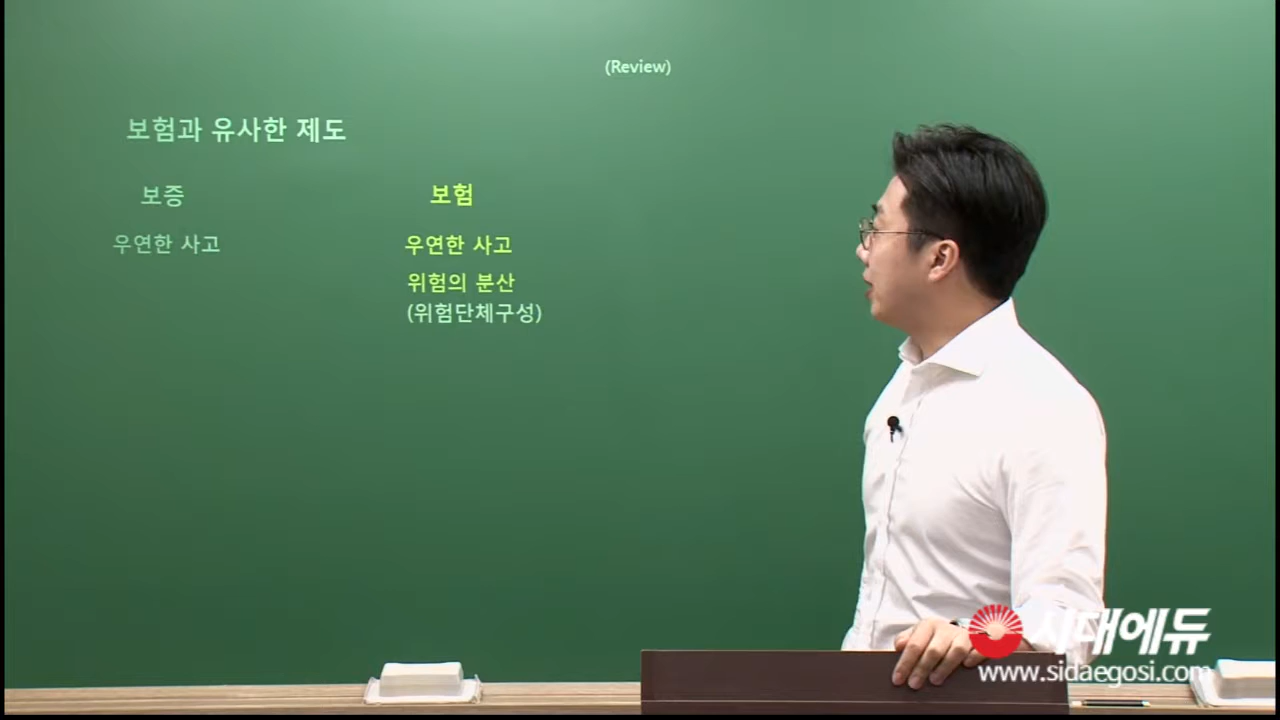 (Review)
보험과 유사한 제도
보증
보험
우연한 사고
우연한 사고
위험의 분산
(위험단체구성)
시대에듀
www.sidaegosi.com